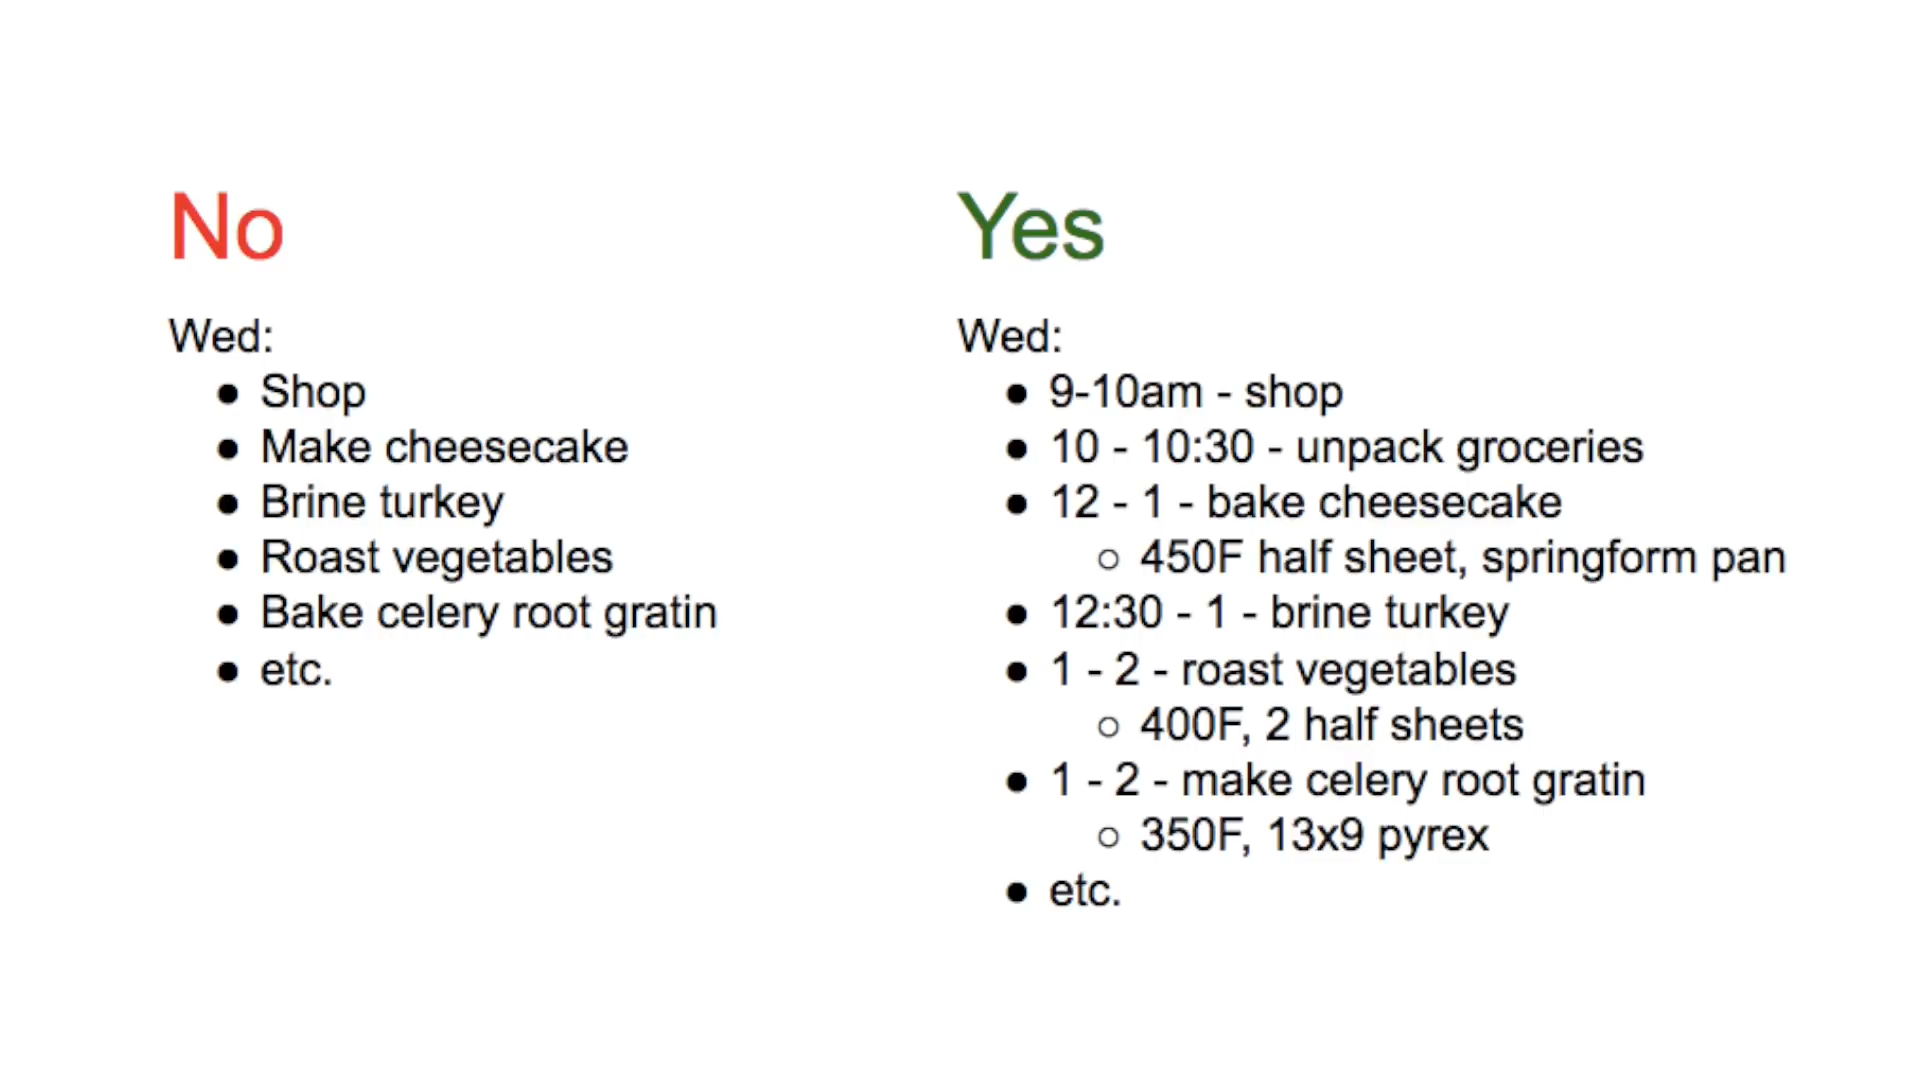 No
Wed:
● Shop
● Make cheesecake
● Brine turkey
● Roast vegetables
● Bake celery root gratin
● etc.
Yes
Wed:
● 9-10am - shop
● 10 - 10:30 - unpack groceries
● 12 - 1 - bake cheesecake
○ 450F half sheet, springform pan
● 12:30 - 1 - brine turkey
● 1 - 2 - roast vegetables
○ 400F, 2 half sheets
● 1 - 2 - make celery root gratin
○ 350F, 13x9 pyrex
● etc.